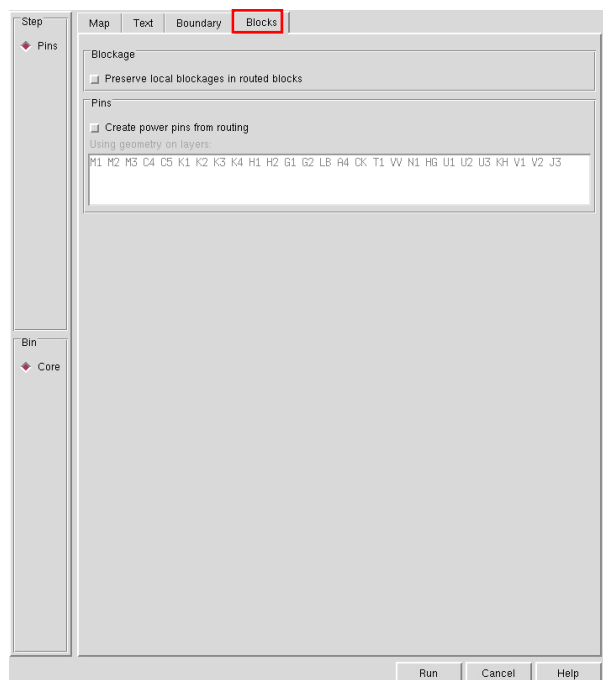 Step
Pins
Map Text Boundary Blocks
Blockage
Preserve local blockages in routed blocks
Pins
Create power pins from routing
Using geometry on layers:
M1 M2 M3 C4 C5 K1 K2 K3 K4 H1 H2 G1 G2 LB A4 CK T1 VV N1 HG U1 U2 U3 KH V1 V2 J3
Bin
Core
Run Cancel Help